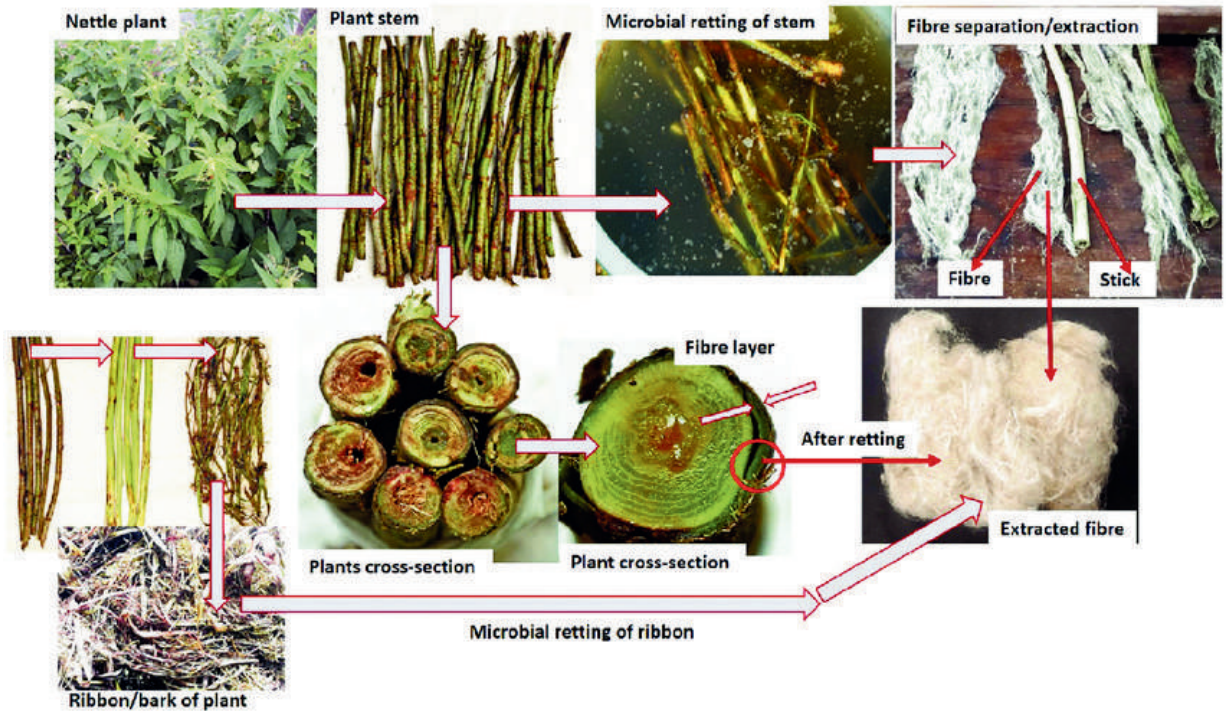 Nettle plant
Plant stem
Microbial retting of stem
Fibre separation/extraction
Fibre
Stick
Fibre layer
After retting
Extracted fibre
Plants cross-section
Plant cross-section
Microbial retting of ribbon
Ribbon/bark of plant